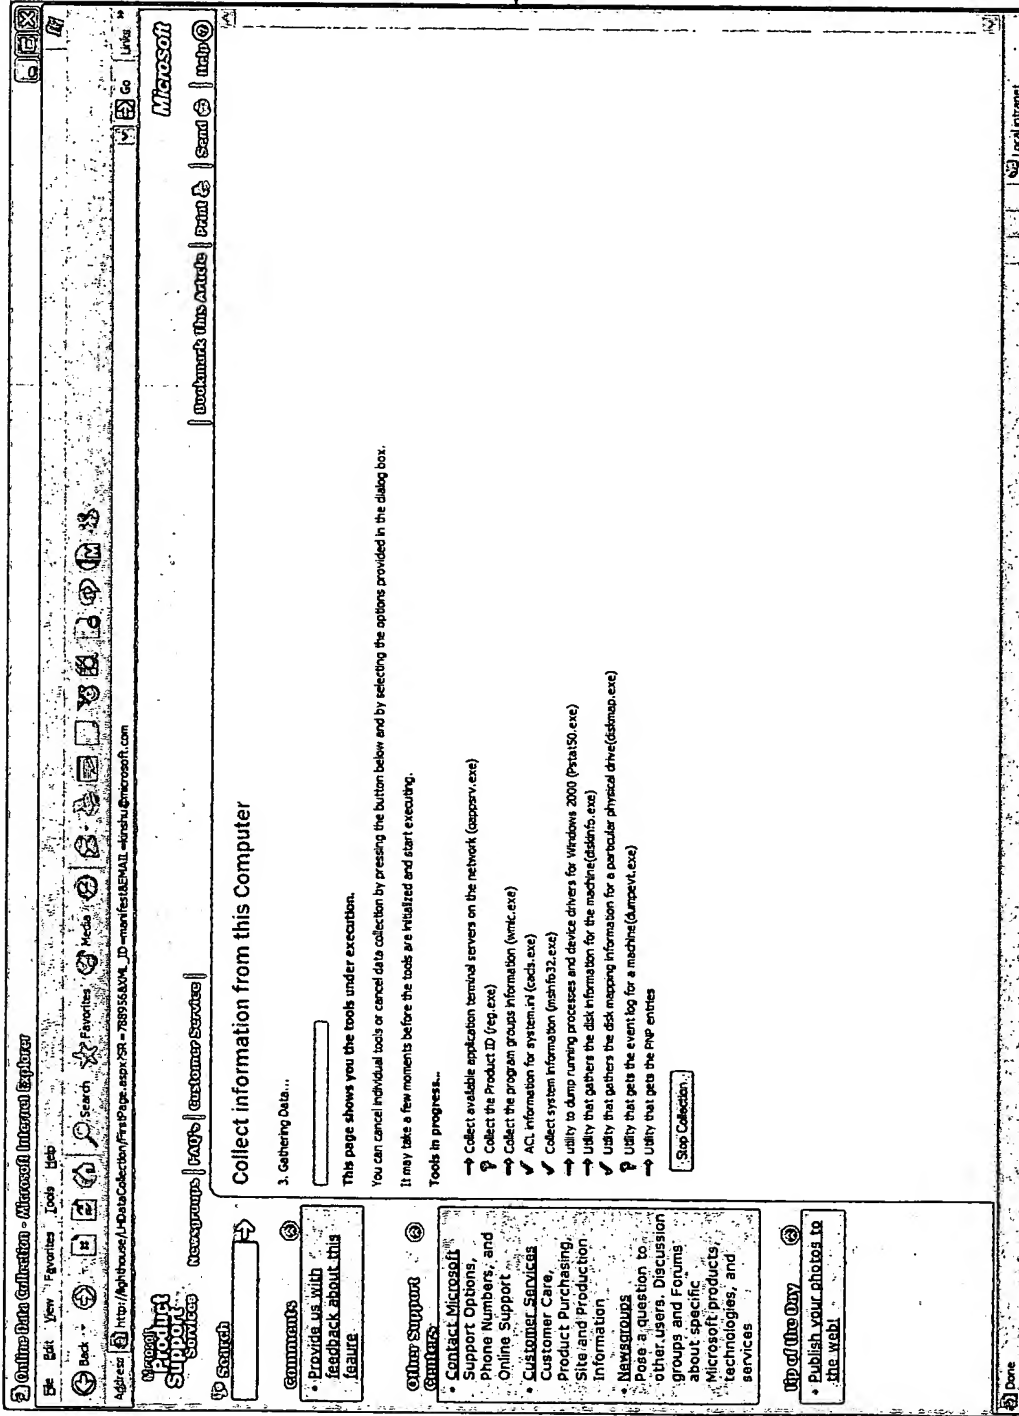 Online Data Collection - Microsoft Internet Explorer
File Edit View Favorites Tools Help
Back Search Favorites Media
Address http://lighthouse/LHDataCollection/FirstPage.aspx?SR=788956&XML_ID=manifest&EMAIL=kinshu@microsoft.com Go Links »
Microsoft
Product
Support
Services
Newsgroups | FAQ's | Customer Service |
Microsoft
| Bookmark This Article | Print | Send | Help
Search
Comments
• Provide us with
feedback about this
feaure
Other Support
Centers
• Contact Microsoft
Support Options,
Phone Numbers, and
Online Support
• Customer Services
Customer Care,
Product Purchasing,
Site and Production
Information
• Newsgroups
Pose a question to
other users. Discussion
groups and Forums
about specific
Microsoft products,
technologies, and
services
Tip of the Day
• Publish your photos to
the web!
Collect information from this Computer
3. Gathering Data...
This page shows you the tools under execution.
You can cancel individual tools or cancel data collection by pressing the button below and by selecting the options provided in the dialog box.
It may take a few moments before the tools are initialized and start executing.
Tools in progress...
→ Collect available application terminal servers on the network (oappsrv.exe)
? Collect the Product ID (reg.exe)
→ Collect the program groups information (wmic.exe)
✓ ACL information for system.ini (cacls.exe)
✓ Collect system information (msinfo32.exe)
→ utility to dump running processes and device drivers for Windows 2000 (Pstat50.exe)
→ Utility that gathers the disk information for the machine(diskinfo.exe)
✓ Utility that gathers the disk mapping information for a particular physical drive(diskmap.exe)
? Utility that gets the event log for a machine(dumpevt.exe)
→ Utility that gets the PNP entries
Stop Collection
Done Local intranet